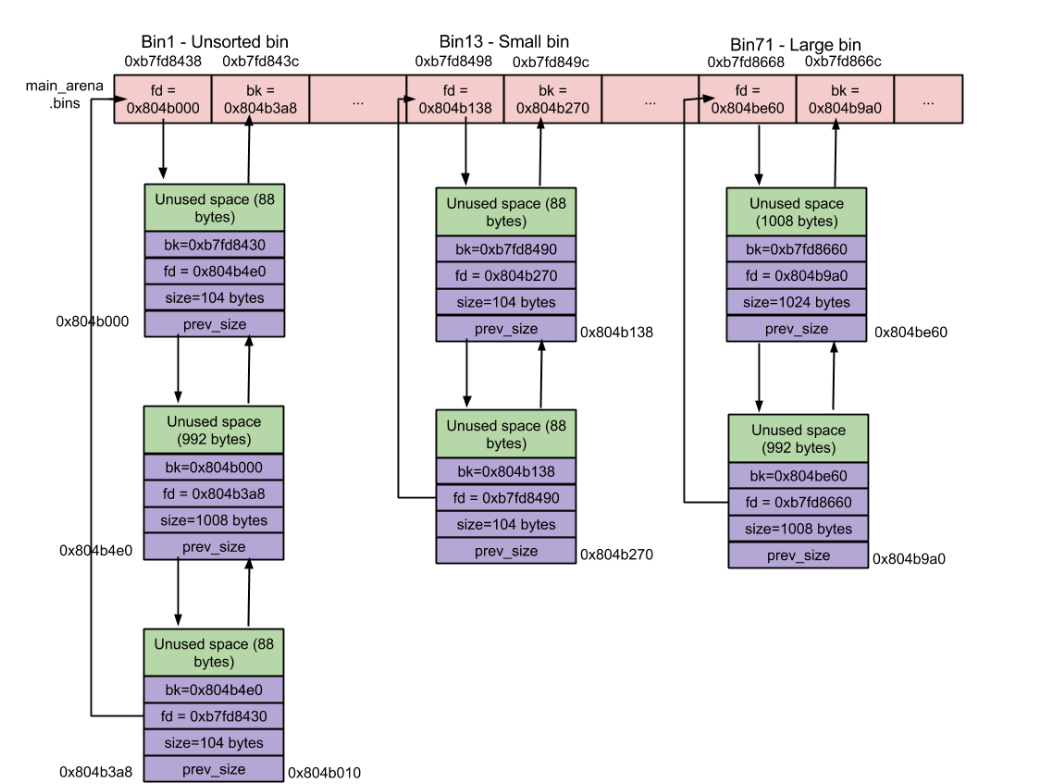 Bin1 - Unsorted bin
0xb7fd8438
0xb7fd843c
Bin13 - Small bin
0xb7fd8498
0xb7fd849c
Bin71 - Large bin
0xb7fd8668
0xb7fd866c
main_arena
.bins
fd =
0x804b000
bk =
0x804b3a8
...
fd =
0x804b138
bk =
0x804b270
...
fd =
0x804be60
bk =
0x804b9a0
...
Unused space (88
bytes)
bk=0xb7fd8430
fd = 0x804b4e0
size=104 bytes
prev_size
0x804b000
Unused space
(992 bytes)
bk=0x804b000
fd = 0x804b3a8
size=1008 bytes
prev_size
0x804b4e0
Unused space (88
bytes)
bk=0x804b4e0
fd = 0xb7fd8430
size=104 bytes
prev_size
0x804b3a8
0x804b010
Unused space (88
bytes)
bk=0xb7fd8490
fd = 0x804b270
size=104 bytes
prev_size
0x804b138
Unused space (88
bytes)
bk=0x804b138
fd = 0xb7fd8490
size=104 bytes
prev_size
0x804b270
Unused space
(1008 bytes)
bk=0xb7fd8660
fd = 0x804b9a0
size=1024 bytes
prev_size
0x804be60
Unused space
(992 bytes)
bk=0x804be60
fd = 0xb7fd8660
size=1008 bytes
prev_size
0x804b9a0